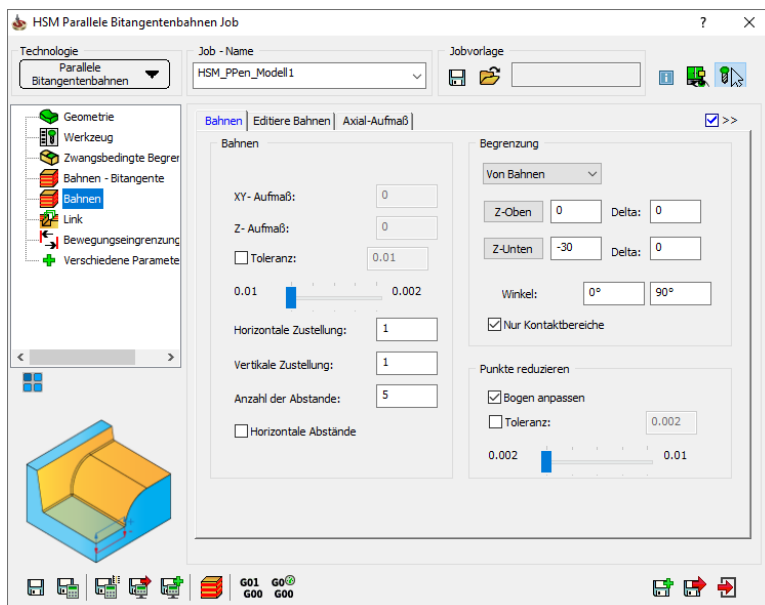 HSM Parallele Bitangentenbahnen Job
?
Technologie
Parallele
Bitangentenbahnen
Job - Name
HSM_PPen_Modell1
Jobvorlage
Geometrie
Werkzeug
Zwangsbedingte Begrer
Bahnen - Bitangente
Bahnen
Link
Bewegungseingrenzung
Verschiedene Paramete
Bahnen
Editiere Bahnen
Axial-Aufmaß
>>
Bahnen
XY- Aufmaß:
0
Z- Aufmaß:
0
Toleranz:
0.01
0.01
0.002
Horizontale Zustellung:
1
Vertikale Zustellung:
1
Anzahl der Abstande:
5
Horizontale Abstände
Begrenzung
Von Bahnen
Z-Oben
0
Delta:
0
Z-Unten
-30
Delta:
0
Winkel:
0°
90°
Nur Kontaktbereiche
Punkte reduzieren
Bogen anpassen
Toleranz:
0.002
0.002
0.01
G01
G00
G0
G00